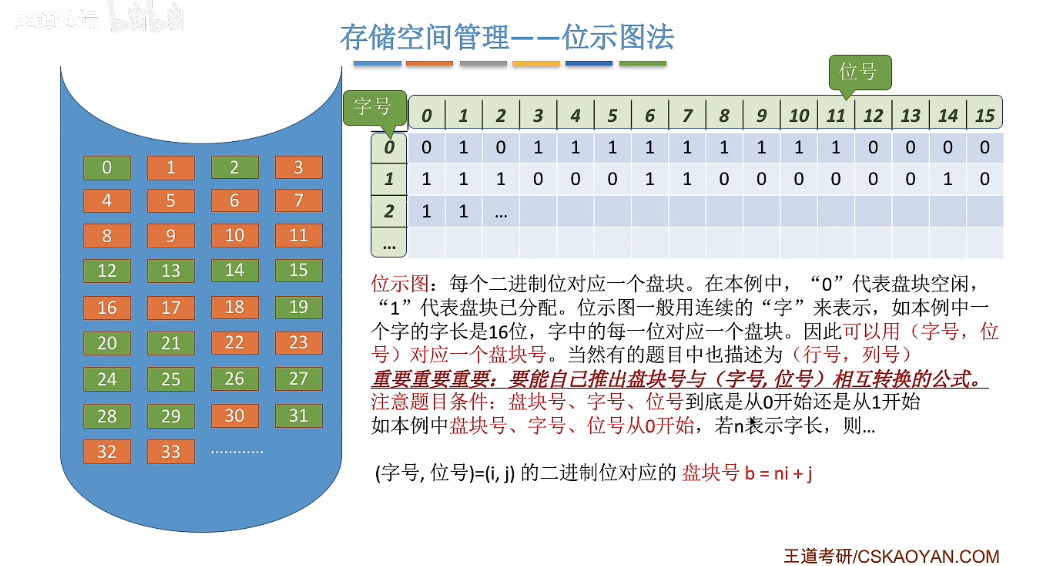 王道论坛 bilibili
存储空间管理——位示图法
位号
字号
0 1 2 3 4 5 6 7 8 9 10 11 12 13 14 15
0 0 1 0 1 1 1 1 1 1 1 1 1 0 0 0 0
1 1 1 1 0 0 0 1 1 0 0 0 0 0 0 1 0
2 1 1 ...
...
0 1 2 3
4 5 6 7
8 9 10 11
12 13 14 15
16 17 18 19
20 21 22 23
24 25 26 27
28 29 30 31
32 33 …………
位示图：每个二进制位对应一个盘块。在本例中，“0”代表盘块空闲，
“1”代表盘块已分配。位示图一般用连续的“字”来表示，如本例中一
个字的字长是16位，字中的每一位对应一个盘块。因此可以用（字号，位
号）对应一个盘块号。当然有的题目中也描述为（行号，列号）
重要重要重要：要能自己推出盘块号与（字号, 位号）相互转换的公式。
注意题目条件：盘块号、字号、位号到底是从0开始还是从1开始
如本例中盘块号、字号、位号从0开始，若n表示字长，则...
(字号, 位号)=(i, j) 的二进制位对应的 盘块号 b = ni + j
王道考研/CSKAOYAN.COM